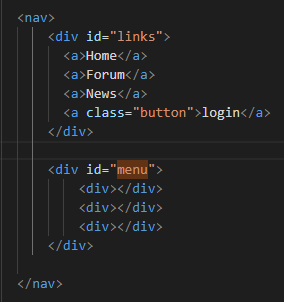 <nav>
<div id="links">
<a>Home</a>
<a>Forum</a>
<a>News</a>
<a class="button">login</a>
</div>
<div id="menu">
<div></div>
<div></div>
<div></div>
</div>
</nav>